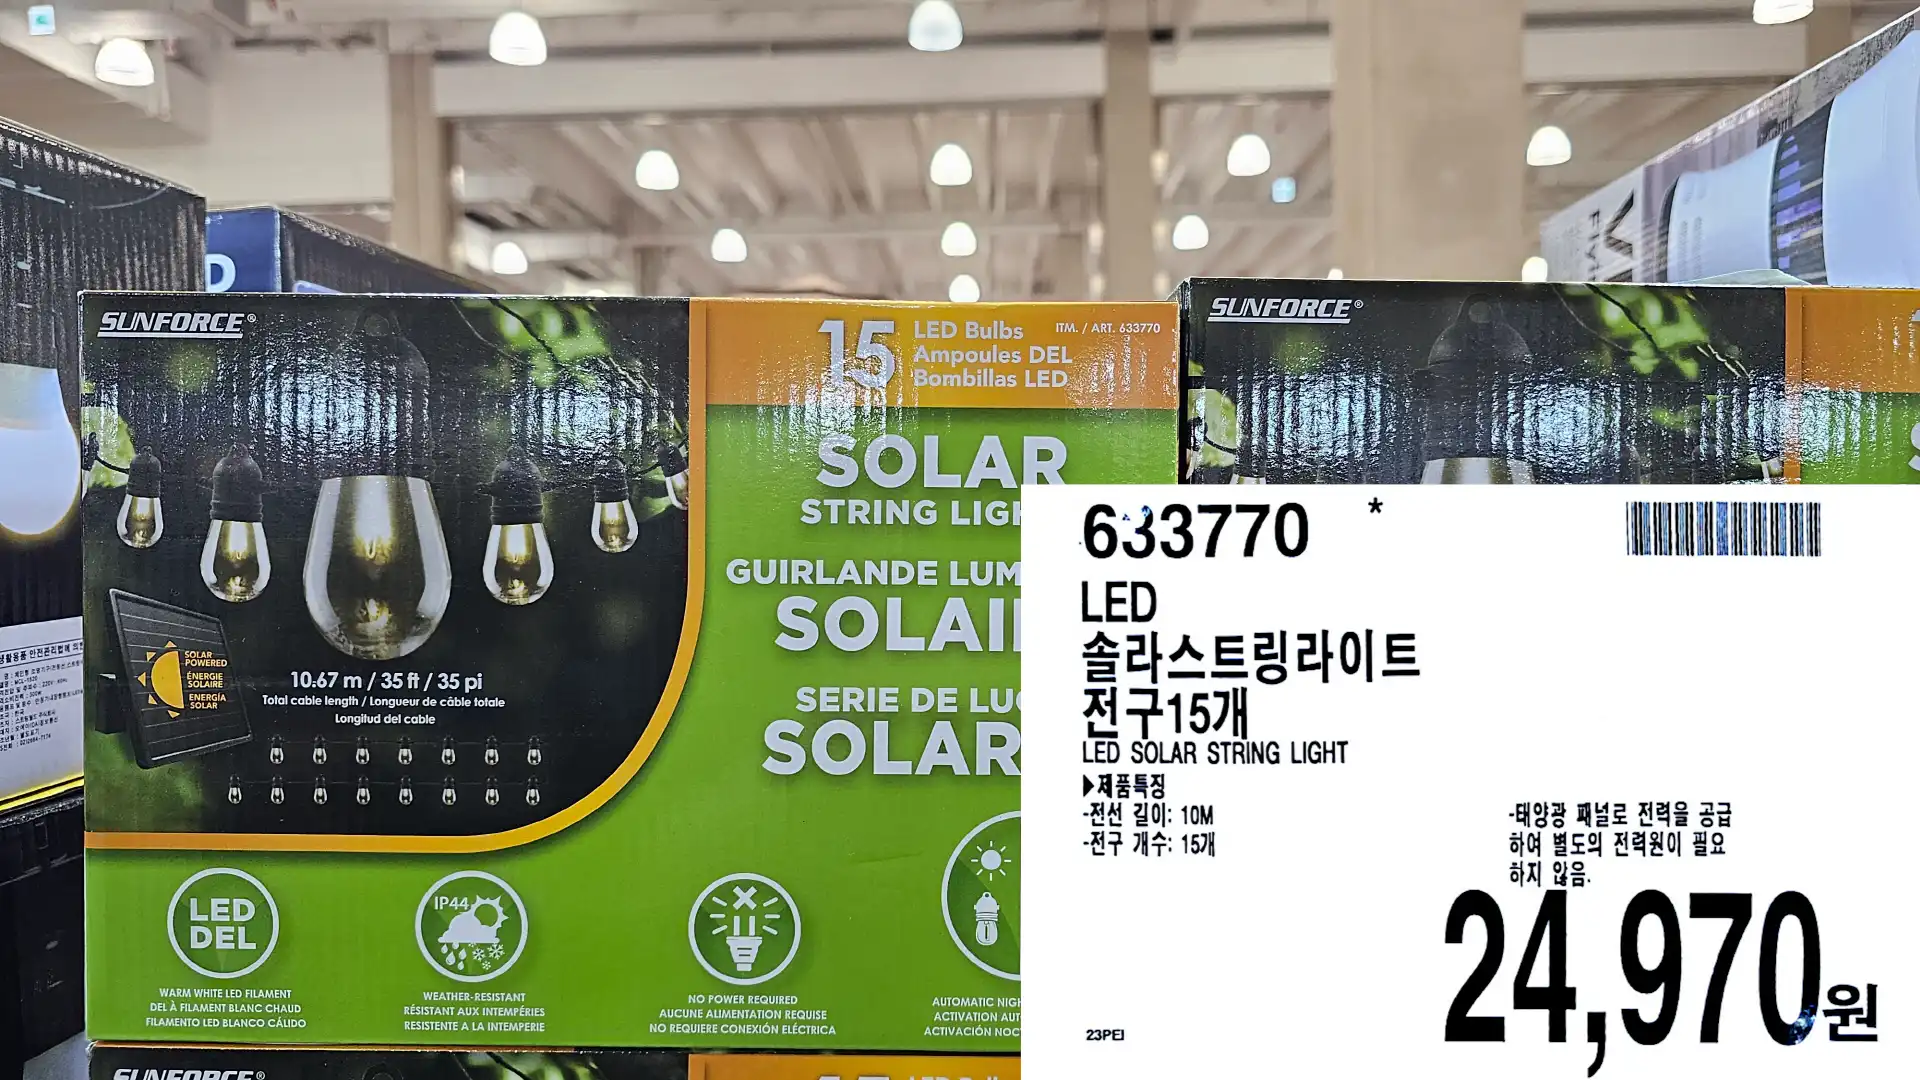 SUNFORCE®
15
LED Bulbs
Ampoules DEL
Bombillas LED
ITM. / ART. 633770
SOLAR
STRING LIGH
GUIRLANDE LUM
SOLAI
SERIE DE LUC
SOLAR
SOLAR
POWERED
ÉNERGIE
SOLAIRE
ENERGÍA
SOLAR
10.67 m / 35 ft / 35 pi
Total cable length / Longueur de câble totale
Longitud del cable
LED
DEL
WARM WHITE LED FILAMENT
DEL À FILAMENT BLANC CHAUD
FILAMENTO LED BLANCO CÁLIDO
IP44
WEATHER-RESISTANT
RÉSISTANT AUX INTEMPÉRIES
RESISTENTE A LA INTEMPERIE
NO POWER REQUIRED
AUCUNE ALIMENTATION REQUISE
NO REQUIERE CONEXIÓN ELÉCTRICA
AUTOMATIC NIG
ACTIVATION AUT
ACTIVACIÓN NOC
SUNFORCE®
SUNFORCE®
633770 *
LED
솔라스트링라이트
전구15개
LED SOLAR STRING LIGHT
▶제품특징
-전선 길이: 10M
-전구 개수: 15개
-태양광 패널로 전력을 공급
하여 별도의 전력원이 필요
하지 않음.
24,970원
23PEI